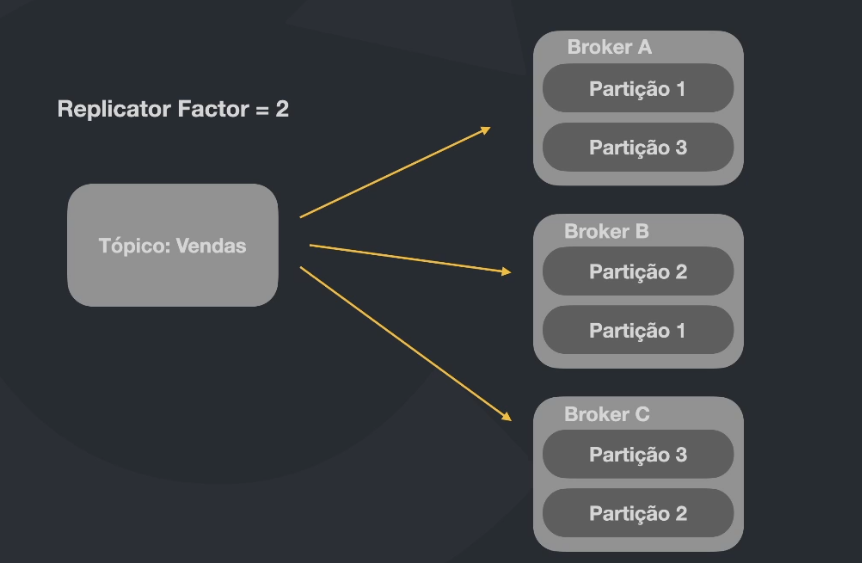 Replicator Factor = 2
Tópico: Vendas
Broker A
Partição 1
Partição 3
Broker B
Partição 2
Partição 1
Broker C
Partição 3
Partição 2